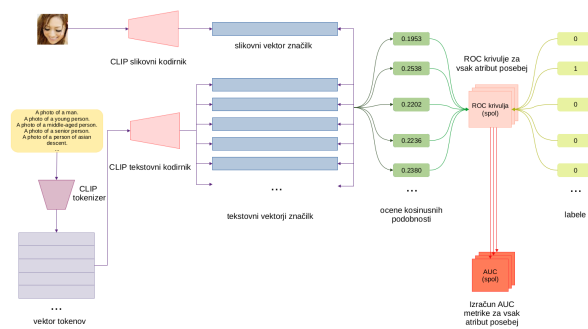 CLIP slikovni kodirnik
slikovni vektor značilk
0.1953
0.2538
0.2202
0.2236
0.2380
...
ocene kosinusnih
podobnosti
ROC krivulje za
vsak atribut posebej
ROC krivulja
(spol)
0
1
0
0
0
...
labele
A photo of a man.
A photo of a young person.
A photo of a middle-aged person.
A photo of a senior person.
A photo of a person of asian
descent.
...
CLIP tekstovni kodirnik
CLIP
tokenizer
...
tekstovni vektorji značilk
...
vektor tokenov
AUC
(spol)
Izračun AUC
metrike za vsak
atribut posebej